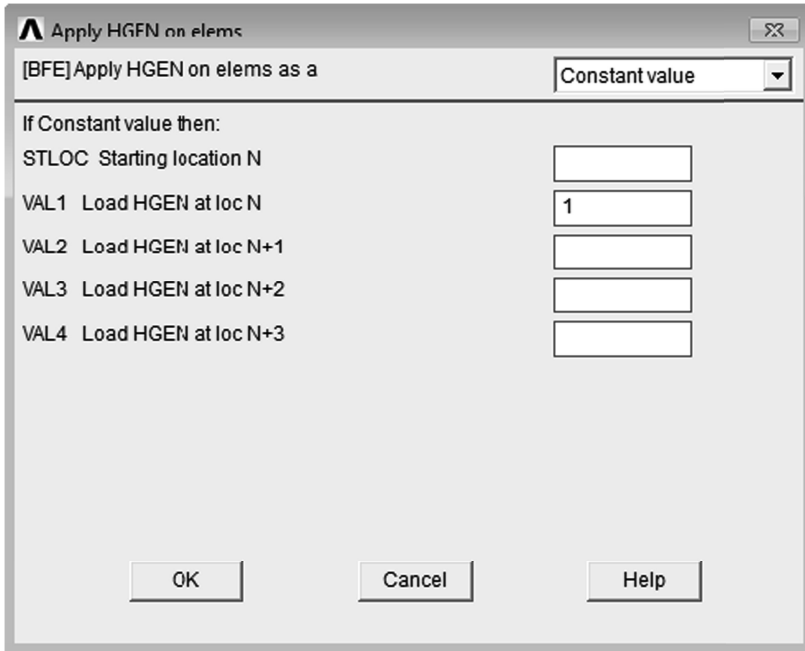 Apply HGEN on elems
[BFE] Apply HGEN on elems as a Constant value
If Constant value then:
STLOC Starting location N
VAL1 Load HGEN at loc N 1
VAL2 Load HGEN at loc N+1
VAL3 Load HGEN at loc N+2
VAL4 Load HGEN at loc N+3
OK Cancel Help